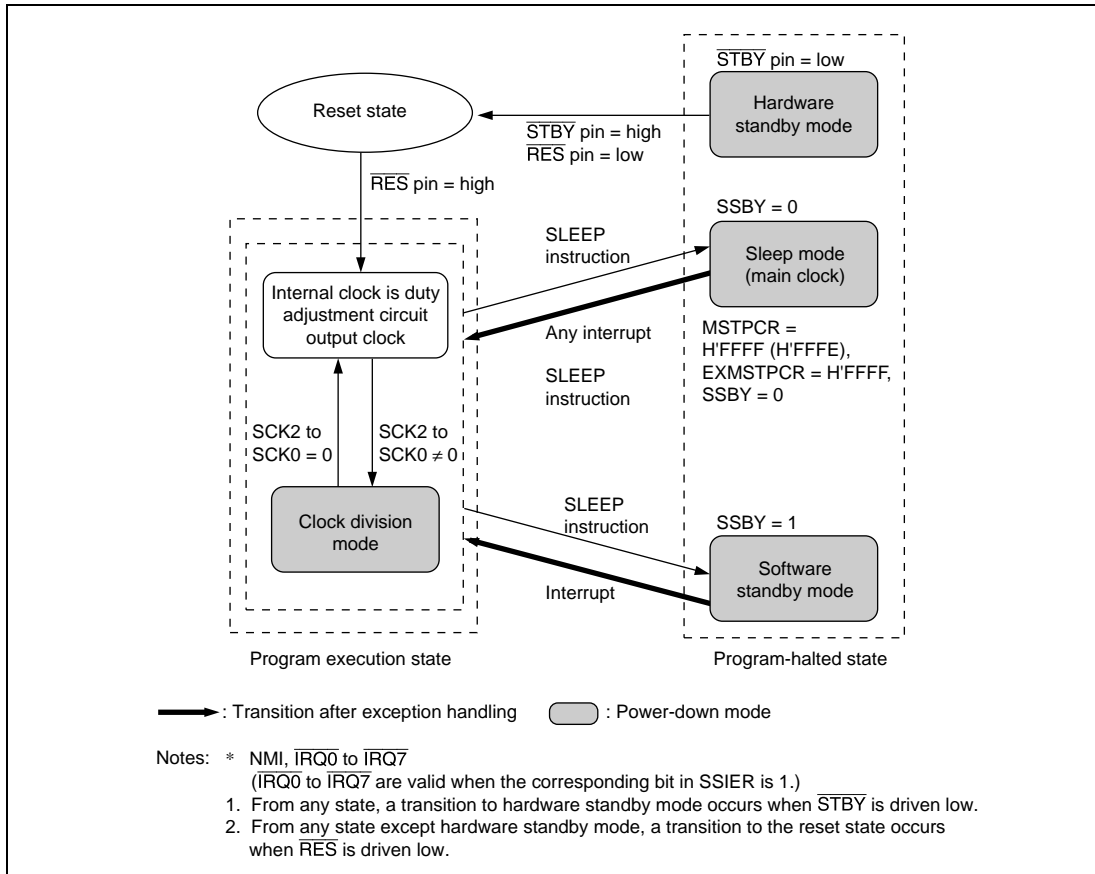 STBY pin = low
Hardware
standby mode
Reset state
STBY pin = high
RES pin = low
RES pin = high
SSBY = 0
SLEEP
instruction
Sleep mode
(main clock)
Internal clock is duty
adjustment circuit
output clock
Any interrupt
MSTPCR =
H'FFFF (H'FFFE),
EXMSTPCR = H'FFFF,
SSBY = 0
SLEEP
instruction
SCK2 to
SCK0 = 0
SCK2 to
SCK0 ≠ 0
Clock division
mode
SLEEP
instruction
SSBY = 1
Software
standby mode
Interrupt
Program execution state
Program-halted state
: Transition after exception handling
: Power-down mode
Notes: * NMI, IRQ0 to IRQ7
(IRQ0 to IRQ7 are valid when the corresponding bit in SSIER is 1.)
1. From any state, a transition to hardware standby mode occurs when STBY is driven low.
2. From any state except hardware standby mode, a transition to the reset state occurs
when RES is driven low.